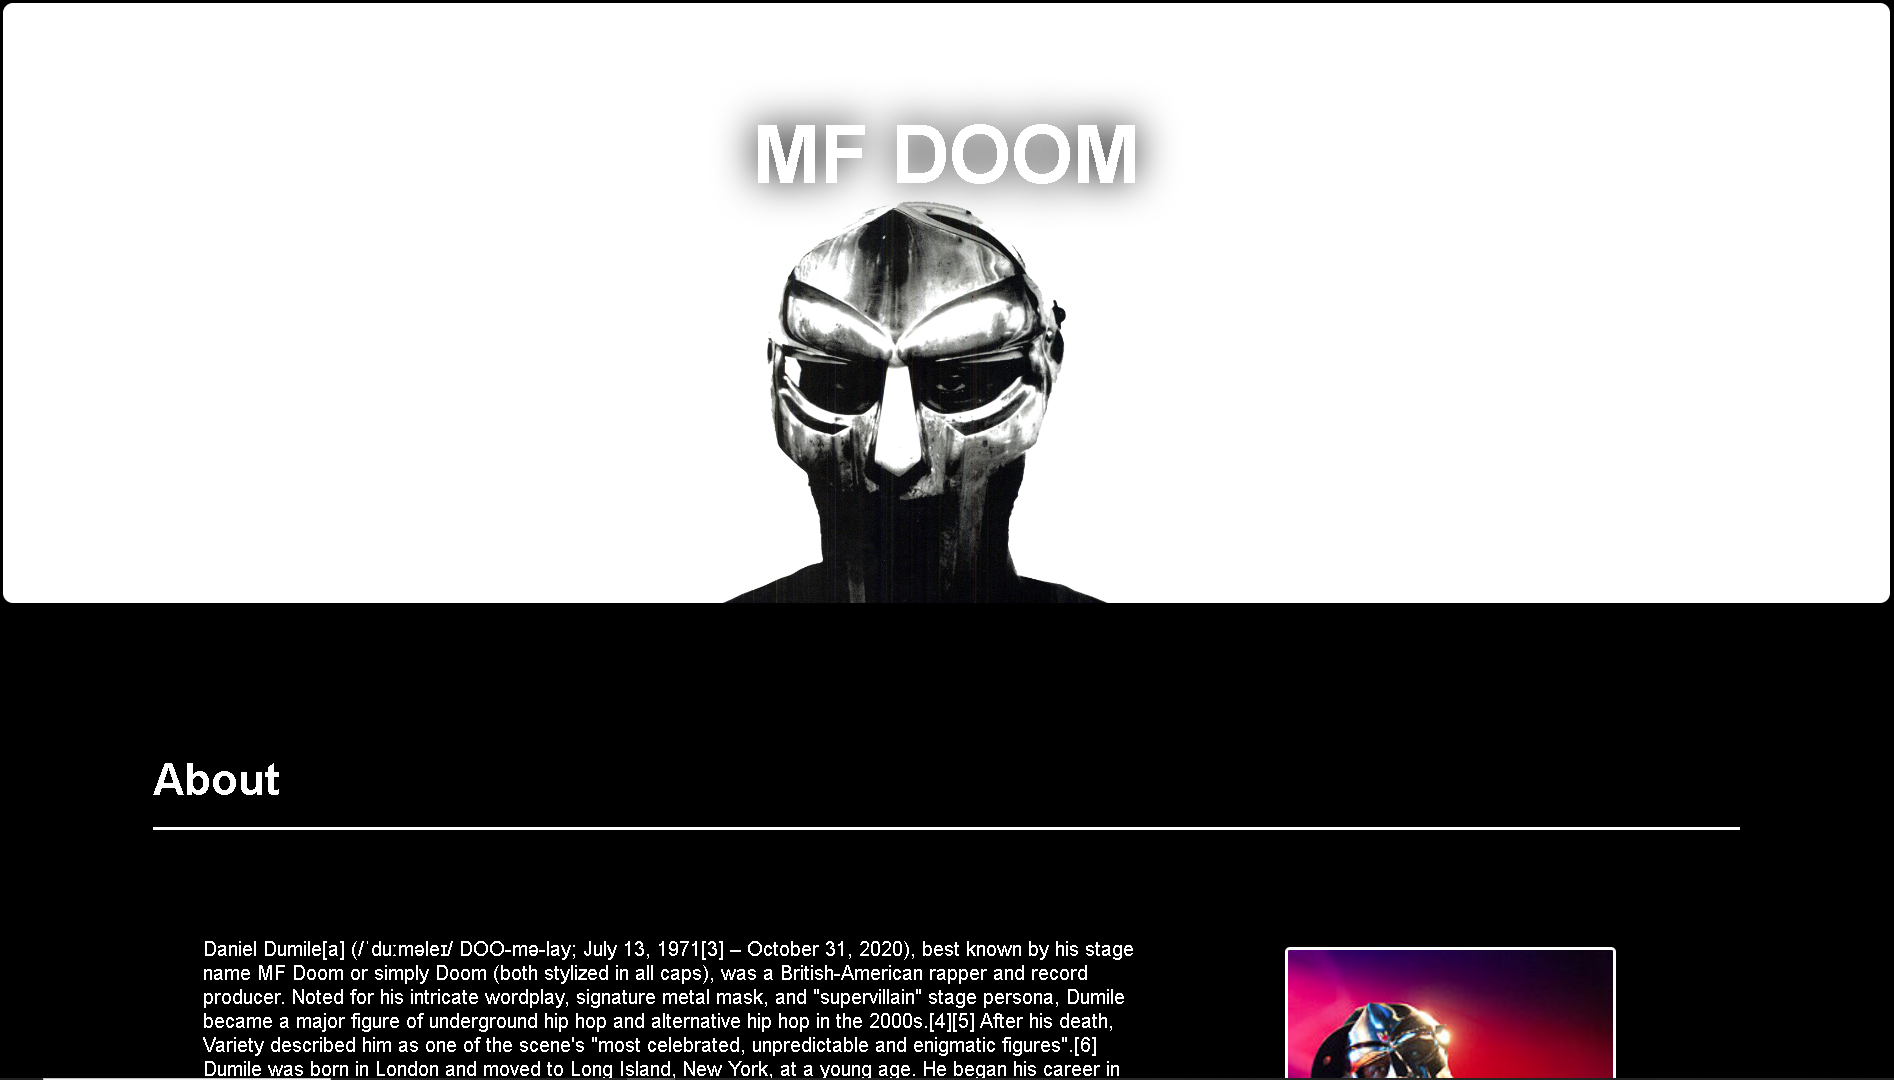 MF DOOM
About
Daniel Dumile[a] (/ˈduːməleɪ/ DOO-mə-lay; July 13, 1971[3] – October 31, 2020), best known by his stage
name MF Doom or simply Doom (both stylized in all caps), was a British-American rapper and record
producer. Noted for his intricate wordplay, signature metal mask, and "supervillain" stage persona, Dumile
became a major figure of underground hip hop and alternative hip hop in the 2000s.[4][5] After his death,
Variety described him as one of the scene's "most celebrated, unpredictable and enigmatic figures".[6]
Dumile was born in London and moved to Long Island, New York, at a young age. He began his career in